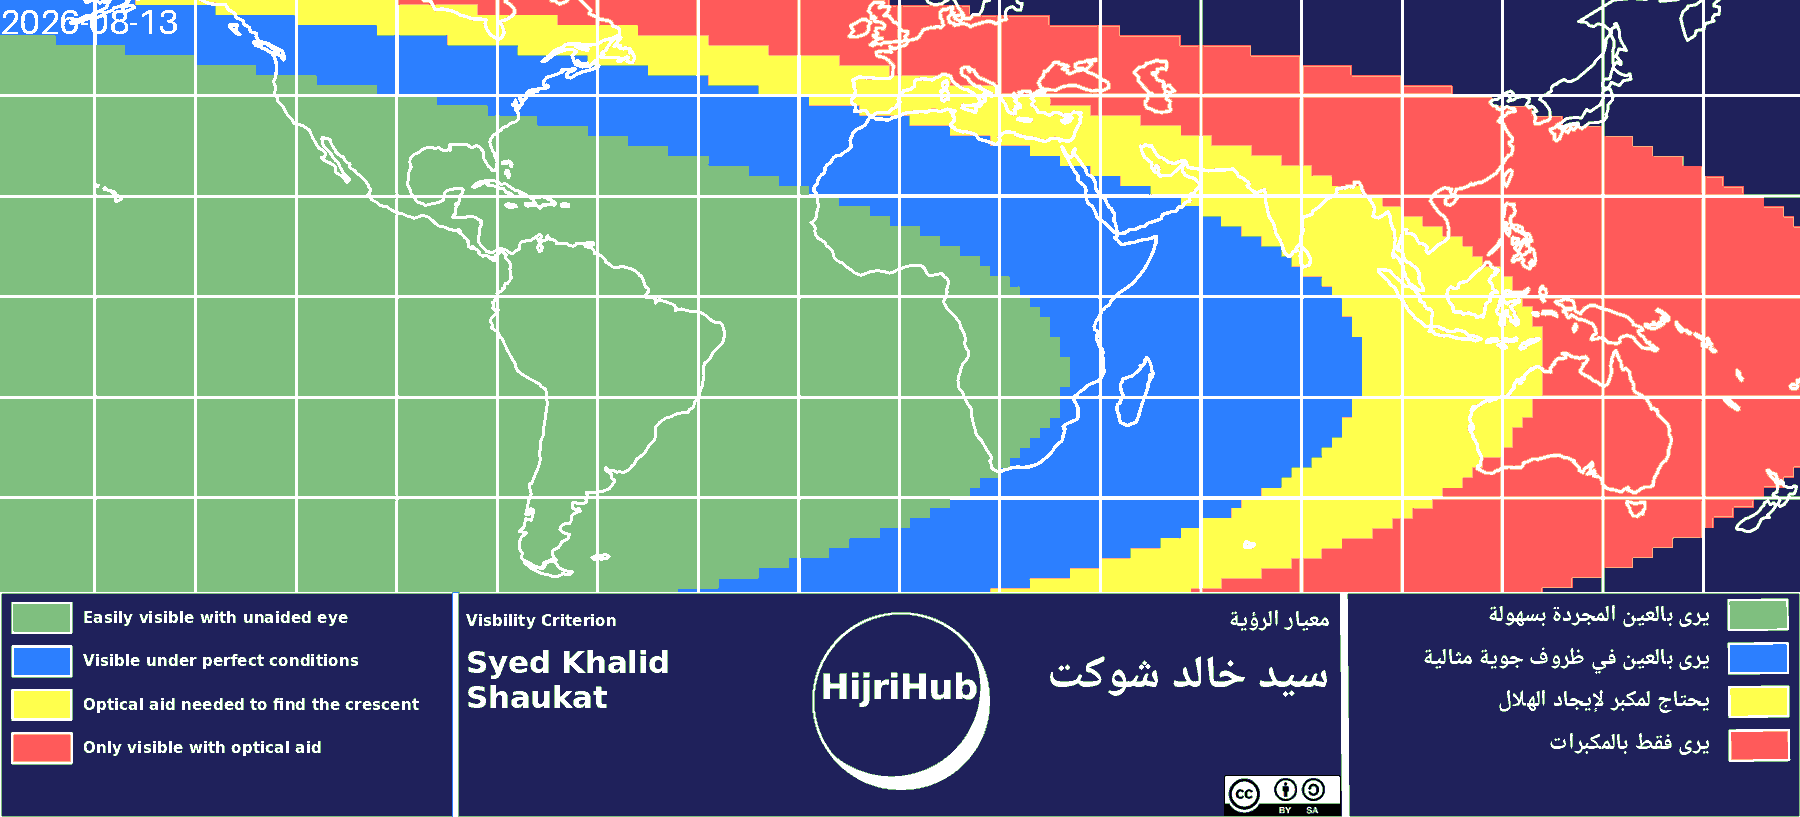 2026-08-13
Easily visible with unaided eye
Visible under perfect conditions
Optical aid needed to find the crescent
Only visible with optical aid
Visbility Criterion
Syed Khalid
Shaukat
HijriHub
معيار الرؤية
سيد خالد شوكت
cc
BY SA
يرى بالعين المجردة بسهولة
يرى بالعين في ظروف جوية مثالية
يحتاج لمكبر لإيجاد الهلال
يرى فقط بالمكبرات